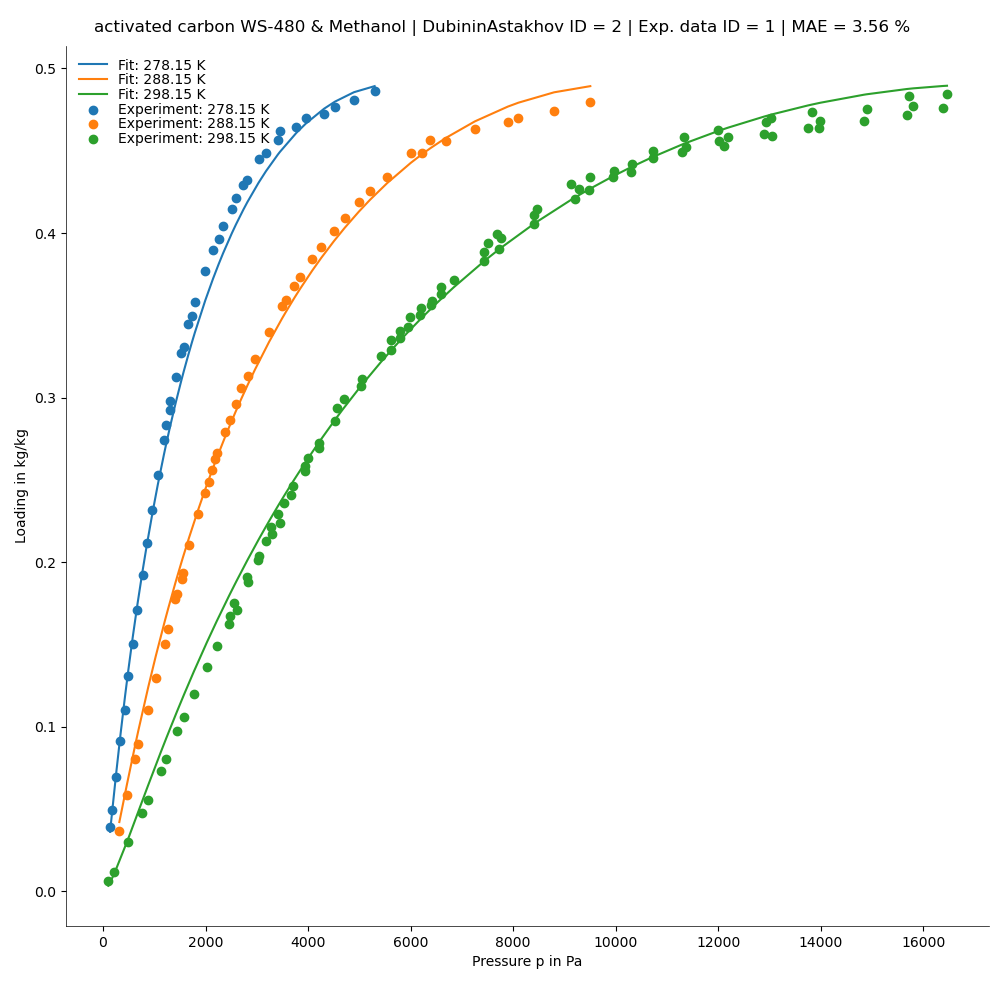 activated carbon WS-480 & Methanol | DubininAstakhov ID = 2 | Exp. data ID = 1 | MAE = 3.56 %
Fit: 278.15 K
Fit: 288.15 K
Fit: 298.15 K
Experiment: 278.15 K
Experiment: 288.15 K
Experiment: 298.15 K
Loading in kg/kg
0.5
0.4
0.3
0.2
0.1
0.0
0 2000 4000 6000 8000 10000 12000 14000 16000
Pressure p in Pa